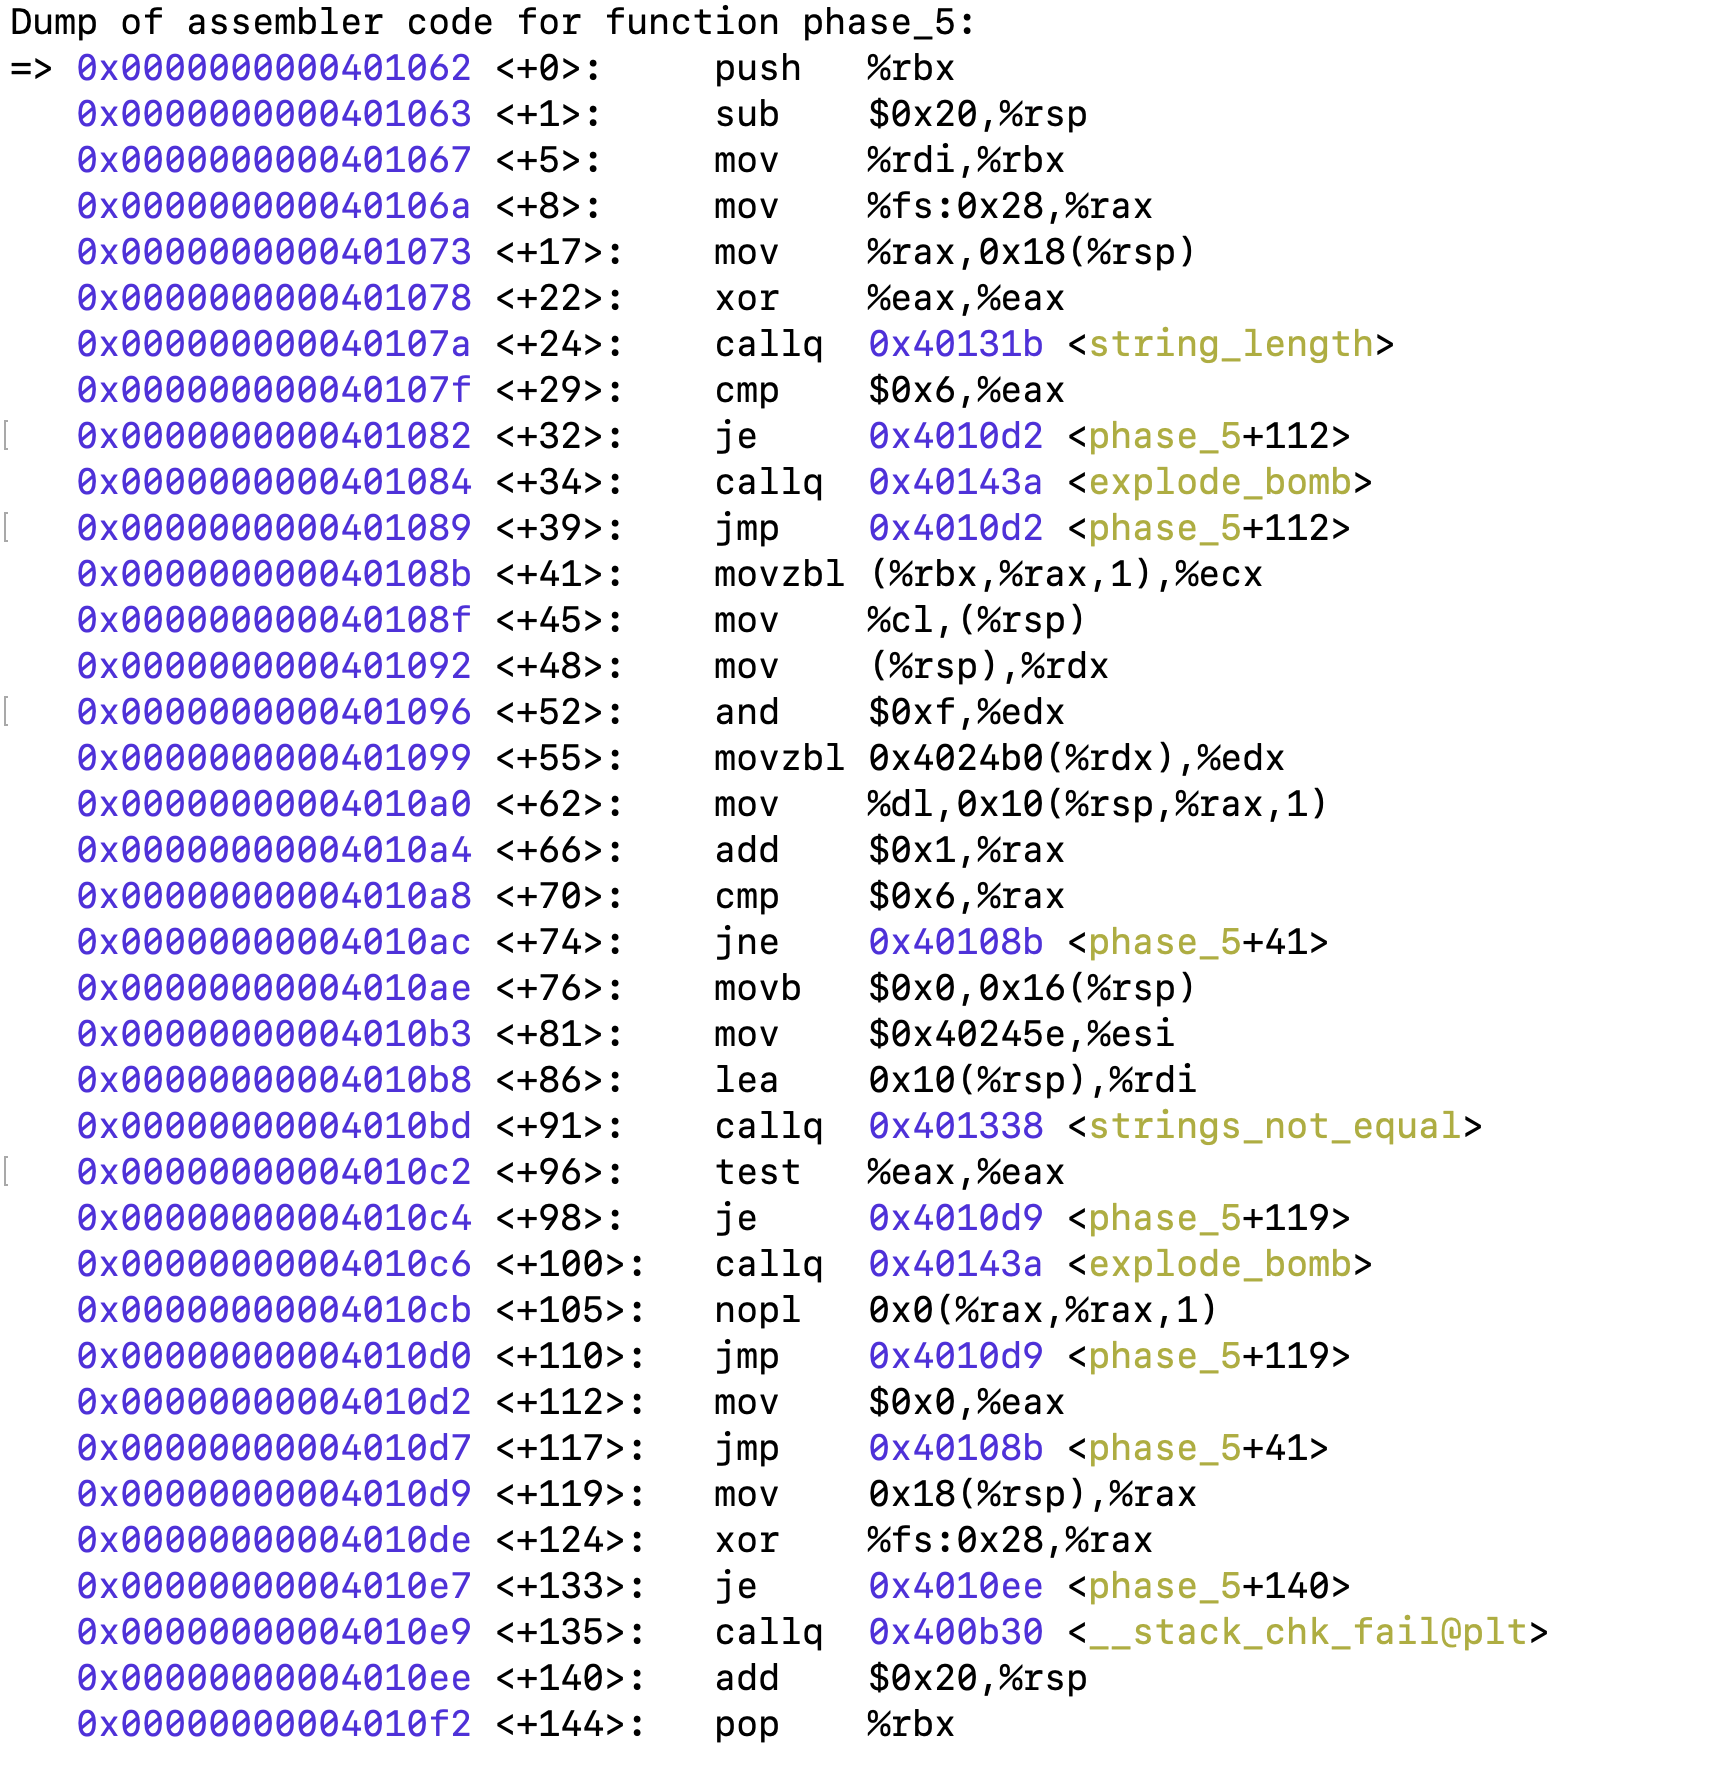 Dump of assembler code for function phase_5:
=> 0x0000000000401062 <+0>: push %rbx
0x0000000000401063 <+1>: sub $0x20,%rsp
0x0000000000401067 <+5>: mov %rdi,%rbx
0x000000000040106a <+8>: mov %fs:0x28,%rax
0x0000000000401073 <+17>: mov %rax,0x18(%rsp)
0x0000000000401078 <+22>: xor %eax,%eax
0x000000000040107a <+24>: callq 0x40131b <string_length>
0x000000000040107f <+29>: cmp $0x6,%eax
0x0000000000401082 <+32>: je 0x4010d2 <phase_5+112>
0x0000000000401084 <+34>: callq 0x40143a <explode_bomb>
0x0000000000401089 <+39>: jmp 0x4010d2 <phase_5+112>
0x000000000040108b <+41>: movzbl (%rbx,%rax,1),%ecx
0x000000000040108f <+45>: mov %cl,(%rsp)
0x0000000000401092 <+48>: mov (%rsp),%rdx
0x0000000000401096 <+52>: and $0xf,%edx
0x0000000000401099 <+55>: movzbl 0x4024b0(%rdx),%edx
0x00000000004010a0 <+62>: mov %dl,0x10(%rsp,%rax,1)
0x00000000004010a4 <+66>: add $0x1,%rax
0x00000000004010a8 <+70>: cmp $0x6,%rax
0x00000000004010ac <+74>: jne 0x40108b <phase_5+41>
0x00000000004010ae <+76>: movb $0x0,0x16(%rsp)
0x00000000004010b3 <+81>: mov $0x40245e,%esi
0x00000000004010b8 <+86>: lea 0x10(%rsp),%rdi
0x00000000004010bd <+91>: callq 0x401338 <strings_not_equal>
0x00000000004010c2 <+96>: test %eax,%eax
0x00000000004010c4 <+98>: je 0x4010d9 <phase_5+119>
0x00000000004010c6 <+100>: callq 0x40143a <explode_bomb>
0x00000000004010cb <+105>: nopl 0x0(%rax,%rax,1)
0x00000000004010d0 <+110>: jmp 0x4010d9 <phase_5+119>
0x00000000004010d2 <+112>: mov $0x0,%eax
0x00000000004010d7 <+117>: jmp 0x40108b <phase_5+41>
0x00000000004010d9 <+119>: mov 0x18(%rsp),%rax
0x00000000004010de <+124>: xor %fs:0x28,%rax
0x00000000004010e7 <+133>: je 0x4010ee <phase_5+140>
0x00000000004010e9 <+135>: callq 0x400b30 <__stack_chk_fail@plt>
0x00000000004010ee <+140>: add $0x20,%rsp
0x00000000004010f2 <+144>: pop %rbx